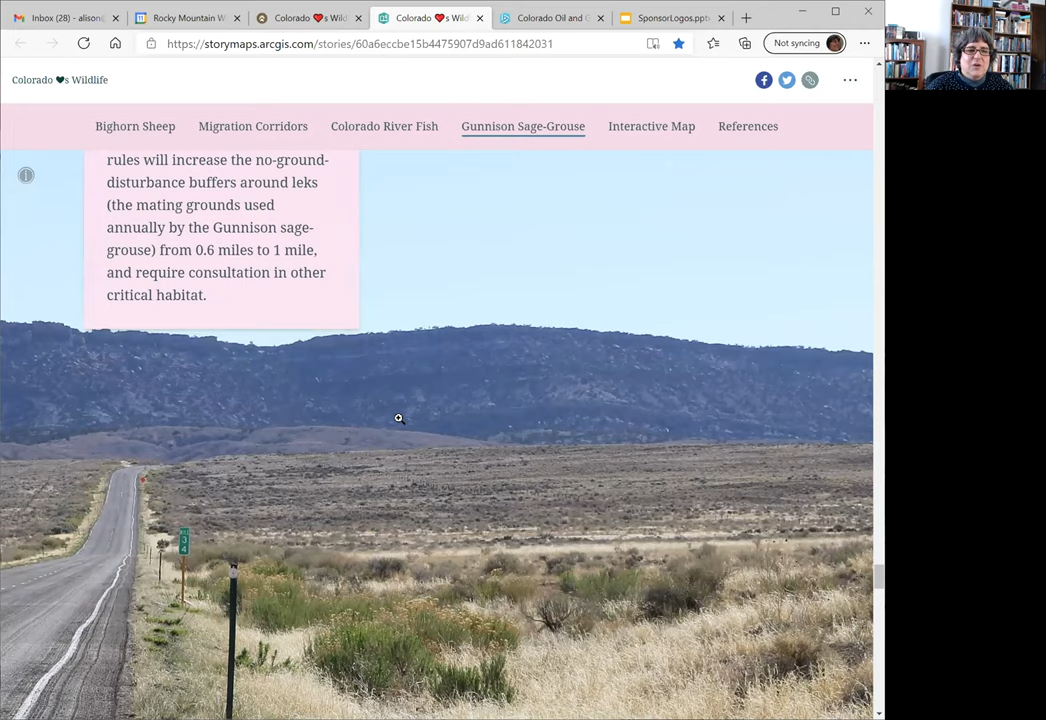 Inbox (28) - alison@
Rocky Mountain W
Colorado ❤️s Wild
Colorado ❤️s Wild
Colorado Oil and G
SponsorLogos.pptx
https://storymaps.arcgis.com/stories/60a6eccbe15b4475907d9ad611842031
Not syncing
Colorado ❤s Wildlife
Bighorn Sheep
Migration Corridors
Colorado River Fish
Gunnison Sage-Grouse
Interactive Map
References
rules will increase the no-ground-
disturbance buffers around leks
(the mating grounds used
annually by the Gunnison sage-
grouse) from 0.6 miles to 1 mile,
and require consultation in other
critical habitat.
3
4